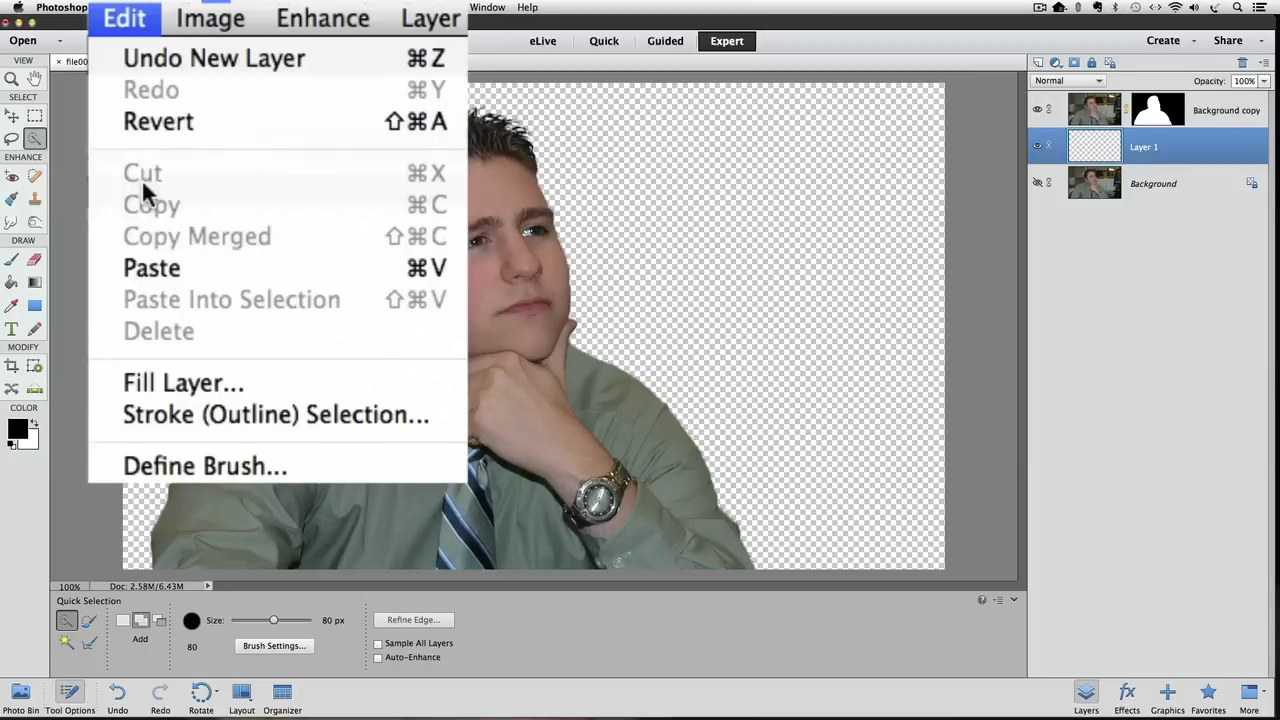 Photoshop
Window
Help
Edit
Image
Enhance
Layer
Open
eLive
Quick
Guided
Expert
Create
Share
VIEW
SELECT
ENHANCE
DRAW
MODIFY
COLOR
Undo New Layer ⌘Z
Redo ⌘Y
Revert ⇧⌘A
Cut ⌘X
Copy ⌘C
Copy Merged ⇧⌘C
Paste ⌘V
Paste Into Selection ⇧⌘V
Delete
Fill Layer...
Stroke (Outline) Selection...
Define Brush...
× file00
Normal
Opacity: 100%
Background copy
Layer 1
Background
100% Doc: 2.58M/6.43M
Quick Selection
Add
Size: 80 px
80
Brush Settings...
Refine Edge...
Sample All Layers
Auto-Enhance
Photo Bin
Tool Options
Undo
Redo
Rotate
Layout
Organizer
Layers
Effects
Graphics
Favorites
More